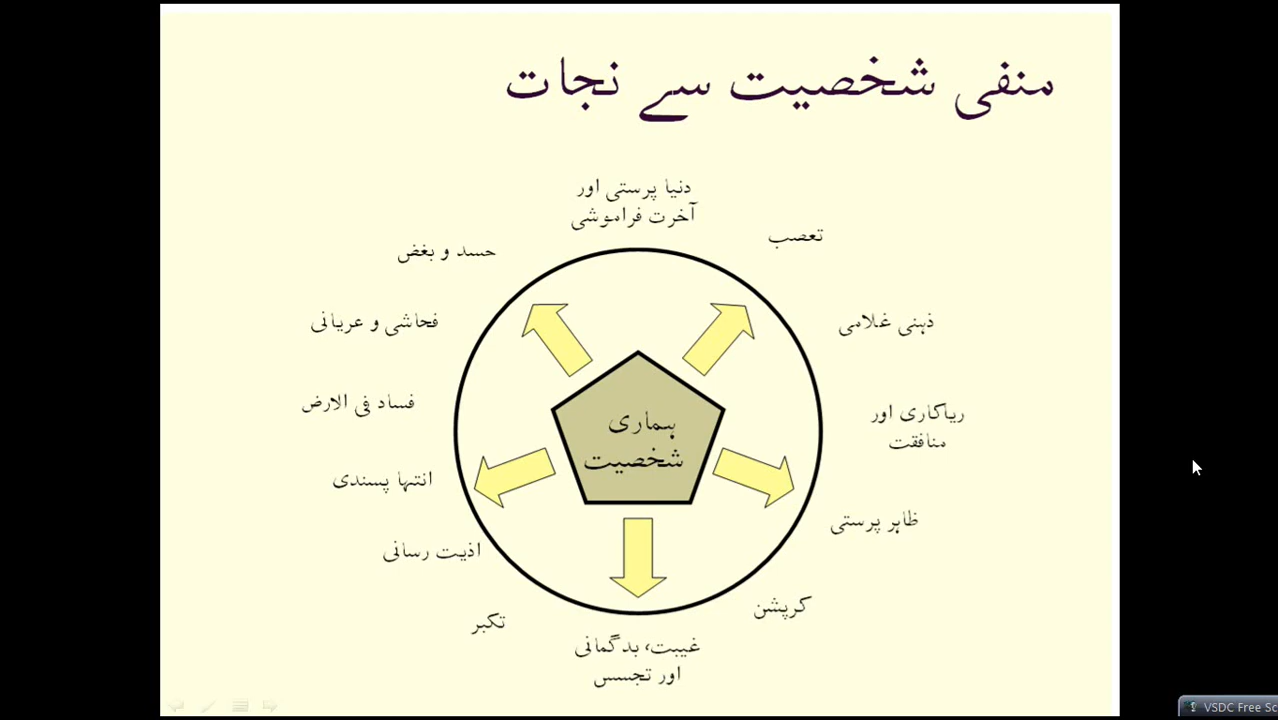 منفی شخصیت سے نجات
دنیا پرستی اور
آخرت فراموشی
تعصب
ذہنی غلامی
ریاکاری اور
منافقت
ظاہر پرستی
کرپشن
غیبت، بدگمانی
اور تجسس
تکبر
اذیت رسانی
انتہا پسندی
فساد فی الارض
فحاشی و عریانی
حسد و بغض
ہماری
شخصیت
VSDC Free Sc